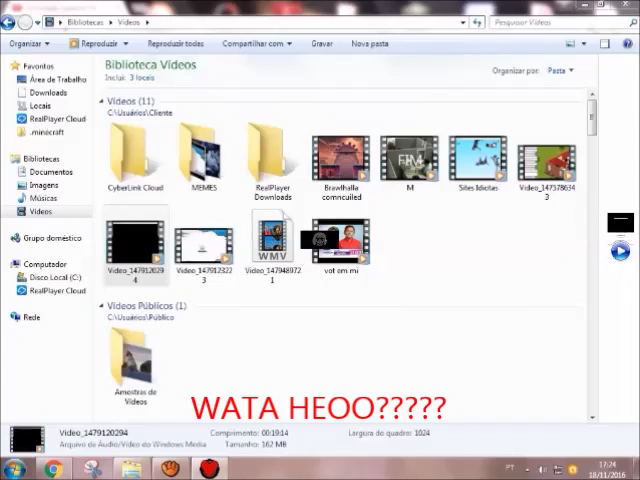 Bibliotecas ▸ Vídeos ▸
Pesquisar Vídeos
Organizar
Reproduzir
Reproduzir todas
Compartilhar com
Gravar
Nova pasta
Favoritos
Área de Trabalho
Downloads
Locais
RealPlayer Cloud
.minecraft
Bibliotecas
Documentos
Imagens
Músicas
Vídeos
Grupo doméstico
Computador
Disco Local (C:)
RealPlayer Cloud
Rede
Biblioteca Vídeos
Inclui: 3 locais
Organizar por: Pasta
Vídeos (11)
C:\Usuários\Cliente
CyberLink Cloud
MEMES
RealPlayer
Downloads
Brawlhalla
comncuiled
M
Sites Idiotas
Video_147578634
3
Video_147912029
4
Video_147912322
3
WMV
Video_147948972
1
vot em mi
Vídeos Públicos (1)
C:\Usuários\Público
Amostras de
Vídeos
WATA HEOO?????
Video_1479120294
Arquivo de Áudio/Vídeo do Windows Media
Comprimento: 00:19:14
Tamanho: 162 MB
Largura do quadro: 1024
PT
17:24
18/11/2016